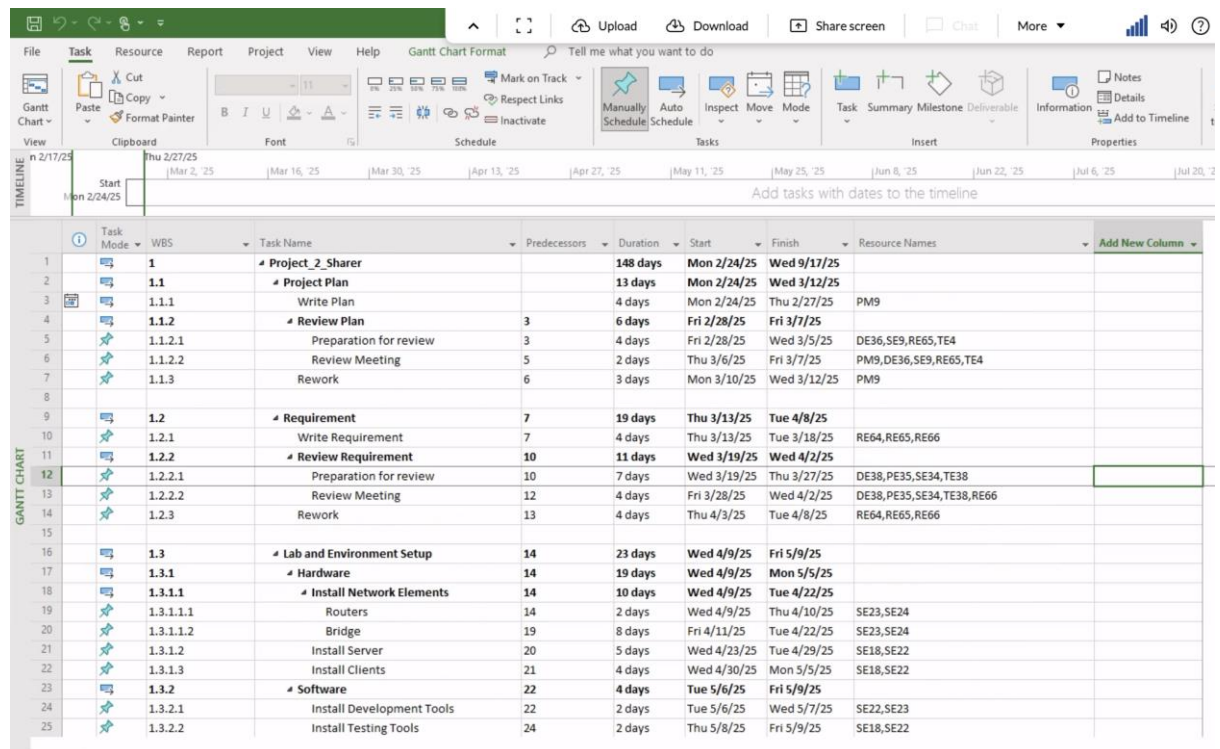 Upload Download Share screen Chat More
File Task Resource Report Project View Help Gantt Chart Format Tell me what you want to do
Gantt Chart
View
Paste
Cut
Copy
Format Painter
Clipboard
11
B I U A
Font
0% 25% 50% 75% 100%
Mark on Track
Respect Links
Inactivate
Schedule
Manually Schedule
Auto Schedule
Inspect Move Mode
Tasks
Task Summary Milestone Deliverable
Insert
Information
Notes
Details
Add to Timeline
Properties
TIMELINE
n 2/17/25 Thu 2/27/25
Mar 2, '25 Mar 16, '25 Mar 30, '25 Apr 13, '25 Apr 27, '25 May 11, '25 May 25, '25 Jun 8, '25 Jun 22, '25 Jul 6, '25 Jul 20, '2
Start
Mon 2/24/25
Add tasks with dates to the timeline
GANTT CHART
Task Mode WBS Task Name Predecessors Duration Start Finish Resource Names Add New Column
1 1 Project_2_Sharer 148 days Mon 2/24/25 Wed 9/17/25
2 1.1 Project Plan 13 days Mon 2/24/25 Wed 3/12/25
3 1.1.1 Write Plan 4 days Mon 2/24/25 Thu 2/27/25 PM9
4 1.1.2 Review Plan 3 6 days Fri 2/28/25 Fri 3/7/25
5 1.1.2.1 Preparation for review 3 4 days Fri 2/28/25 Wed 3/5/25 DE36,SE9,RE65,TE4
6 1.1.2.2 Review Meeting 5 2 days Thu 3/6/25 Fri 3/7/25 PM9,DE36,SE9,RE65,TE4
7 1.1.3 Rework 6 3 days Mon 3/10/25 Wed 3/12/25 PM9
8
9 1.2 Requirement 7 19 days Thu 3/13/25 Tue 4/8/25
10 1.2.1 Write Requirement 7 4 days Thu 3/13/25 Tue 3/18/25 RE64,RE65,RE66
11 1.2.2 Review Requirement 10 11 days Wed 3/19/25 Wed 4/2/25
12 1.2.2.1 Preparation for review 10 7 days Wed 3/19/25 Thu 3/27/25 DE38,PE35,SE34,TE38
13 1.2.2.2 Review Meeting 12 4 days Fri 3/28/25 Wed 4/2/25 DE38,PE35,SE34,TE38,RE66
14 1.2.3 Rework 13 4 days Thu 4/3/25 Tue 4/8/25 RE64,RE65,RE66
15
16 1.3 Lab and Environment Setup 14 23 days Wed 4/9/25 Fri 5/9/25
17 1.3.1 Hardware 14 19 days Wed 4/9/25 Mon 5/5/25
18 1.3.1.1 Install Network Elements 14 10 days Wed 4/9/25 Tue 4/22/25
19 1.3.1.1.1 Routers 14 2 days Wed 4/9/25 Thu 4/10/25 SE23,SE24
20 1.3.1.1.2 Bridge 19 8 days Fri 4/11/25 Tue 4/22/25 SE23,SE24
21 1.3.1.2 Install Server 20 5 days Wed 4/23/25 Tue 4/29/25 SE18,SE22
22 1.3.1.3 Install Clients 21 4 days Wed 4/30/25 Mon 5/5/25 SE18,SE22
23 1.3.2 Software 22 4 days Tue 5/6/25 Fri 5/9/25
24 1.3.2.1 Install Development Tools 22 2 days Tue 5/6/25 Wed 5/7/25 SE22,SE23
25 1.3.2.2 Install Testing Tools 24 2 days Thu 5/8/25 Fri 5/9/25 SE18,SE22